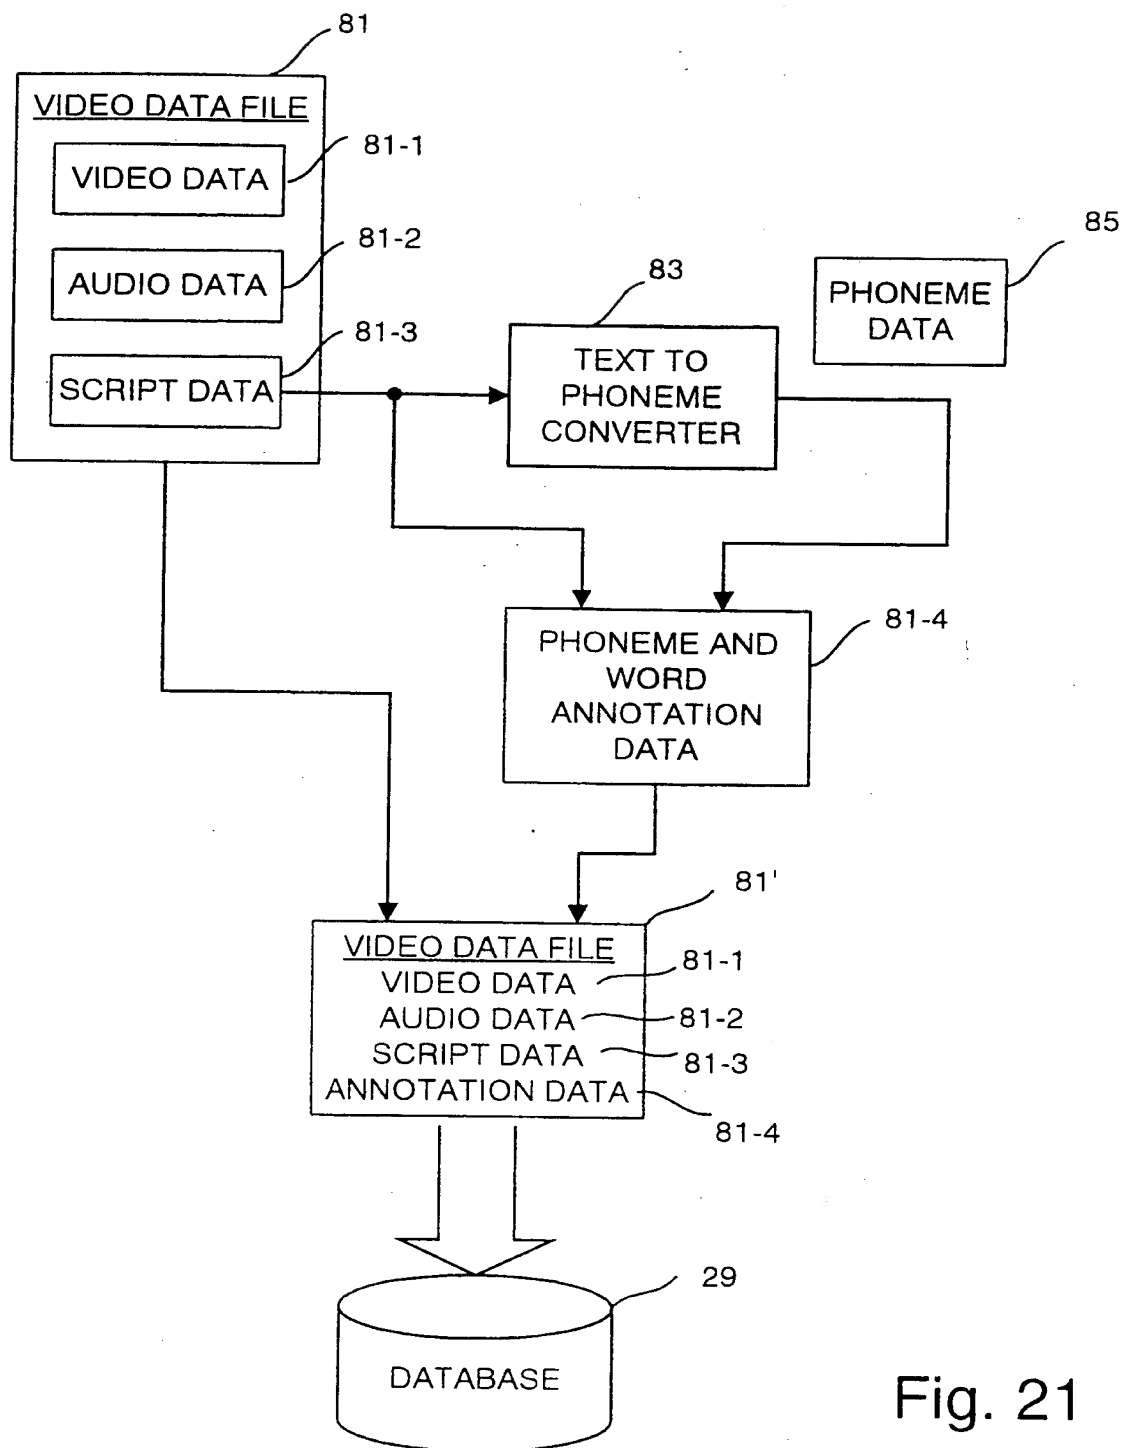 81
VIDEO DATA FILE
81-1
VIDEO DATA
81-2
AUDIO DATA
81-3
SCRIPT DATA
83
TEXT TO
PHONEME
CONVERTER
85
PHONEME
DATA
81-4
PHONEME AND
WORD
ANNOTATION
DATA
81'
VIDEO DATA FILE
VIDEO DATA
81-1
AUDIO DATA
81-2
SCRIPT DATA
81-3
ANNOTATION DATA
81-4
29
DATABASE
Fig. 21